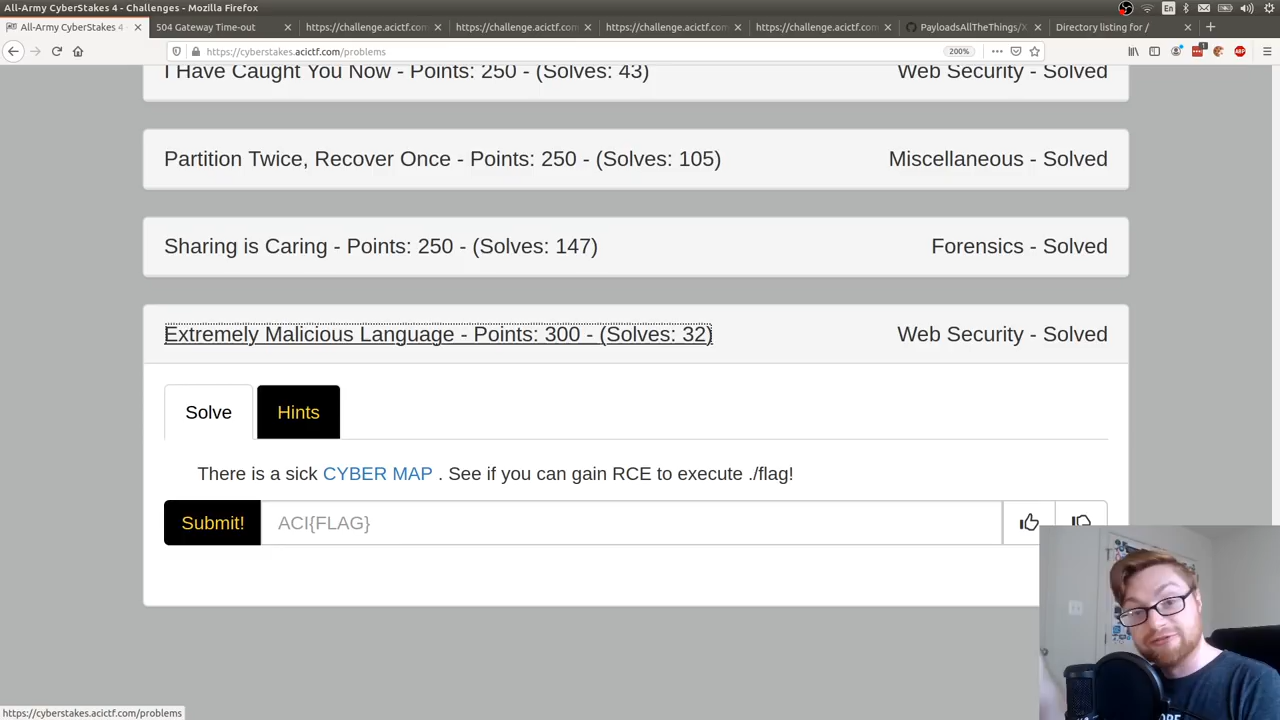 All-Army CyberStakes 4 - Challenges - Mozilla Firefox
En
All-Army CyberStakes 4 -
504 Gateway Time-out
https://challenge.acictf.com/
https://challenge.acictf.com/
https://challenge.acictf.com/
https://challenge.acictf.com/
PayloadsAllTheThings/X
Directory listing for /
https://cyberstakes.acictf.com/problems
200%
ABP
I Have Caught You Now - Points: 250 - (Solves: 43)
Web Security - Solved
Partition Twice, Recover Once - Points: 250 - (Solves: 105)
Miscellaneous - Solved
Sharing is Caring - Points: 250 - (Solves: 147)
Forensics - Solved
Extremely Malicious Language - Points: 300 - (Solves: 32)
Web Security - Solved
Solve
Hints
There is a sick CYBER MAP . See if you can gain RCE to execute ./flag!
Submit!
ACI{FLAG}
https://cyberstakes.acictf.com/problems